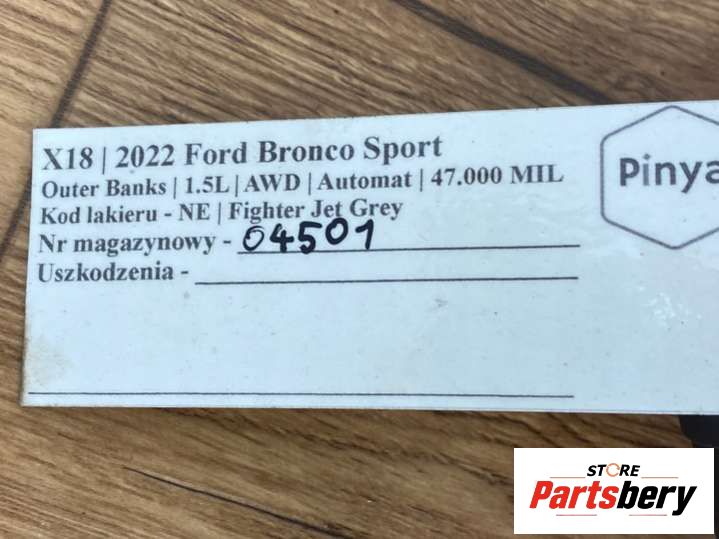 X18 | 2022 Ford Bronco Sport
Outer Banks | 1.5L | AWD | Automat | 47.000 MIL
Kod lakieru - NE | Fighter Jet Grey
Nr magazynowy - 04501
Uszkodzenia -
Pinya
STORE
Partsbery